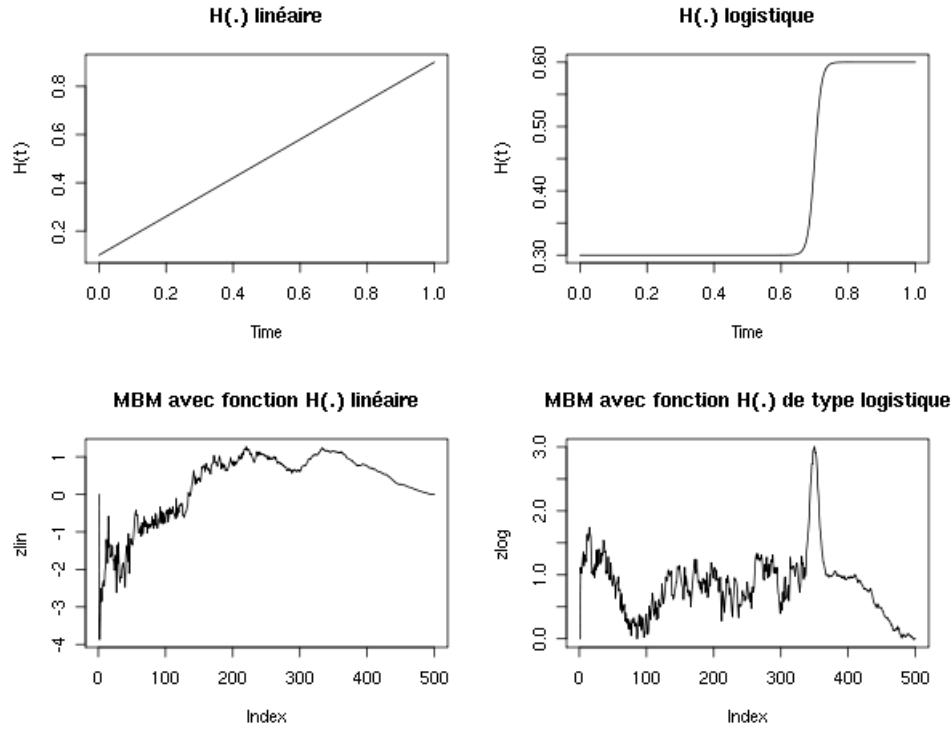 H(.) linéaire
H(t)
0.2
0.4
0.6
0.8
0.0 0.2 0.4 0.6 0.8 1.0
Time
H(.) logistique
H(t)
0.30
0.40
0.50
0.60
0.0 0.2 0.4 0.6 0.8 1.0
Time
MBM avec fonction H(.) linéaire
zlin
-4
-3
-2
-1
0
1
0 100 200 300 400 500
Index
MBM avec fonction H(.) de type logistique
zlog
0.0
1.0
2.0
3.0
0 100 200 300 400 500
Index